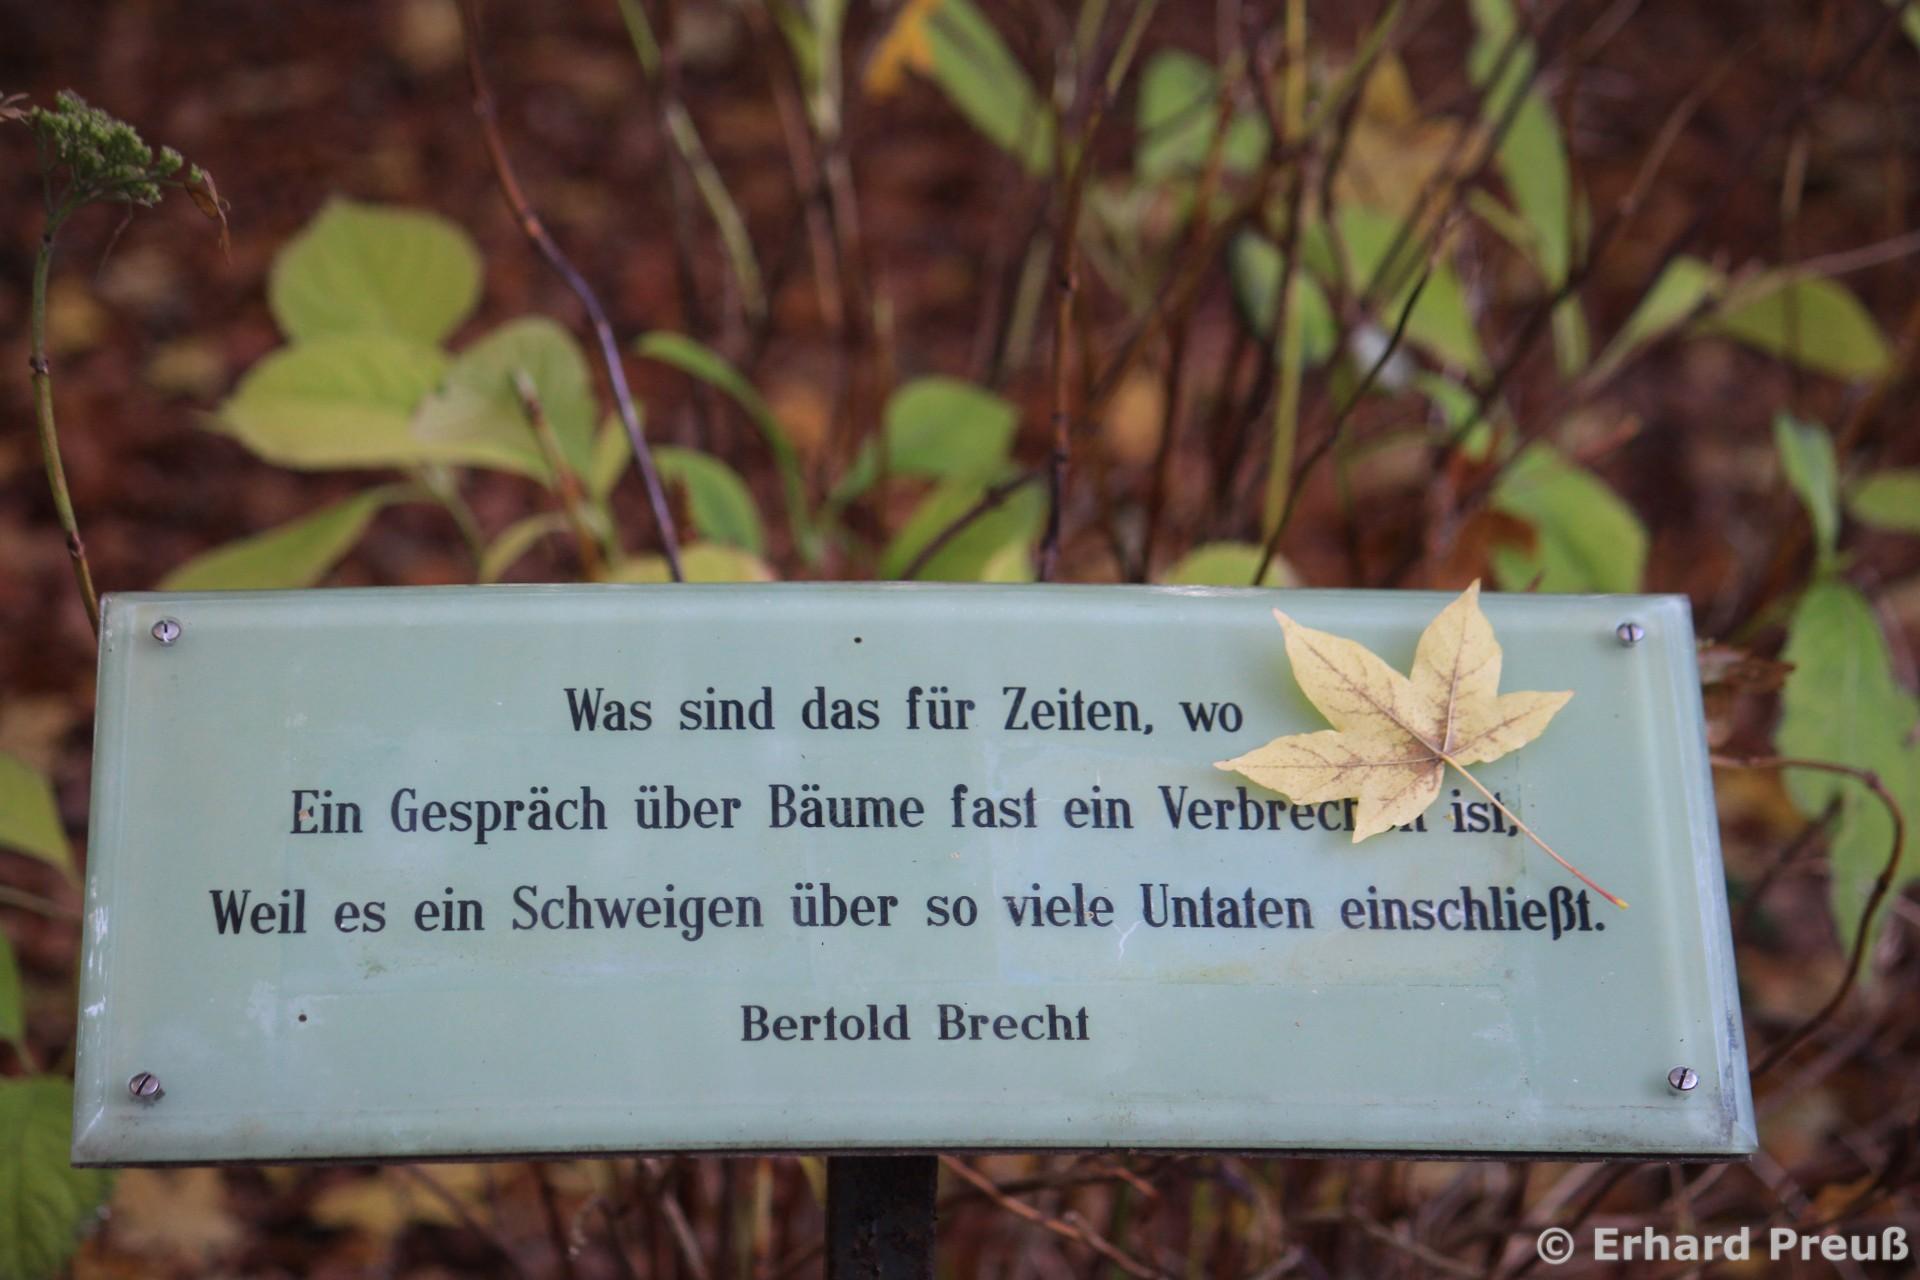 Was sind das für Zeiten, wo
Ein Gespräch über Bäume fast ein Verbrechen ist,
Weil es ein Schweigen über so viele Untaten einschließt.
Bertold Brecht
© Erhard Preuß